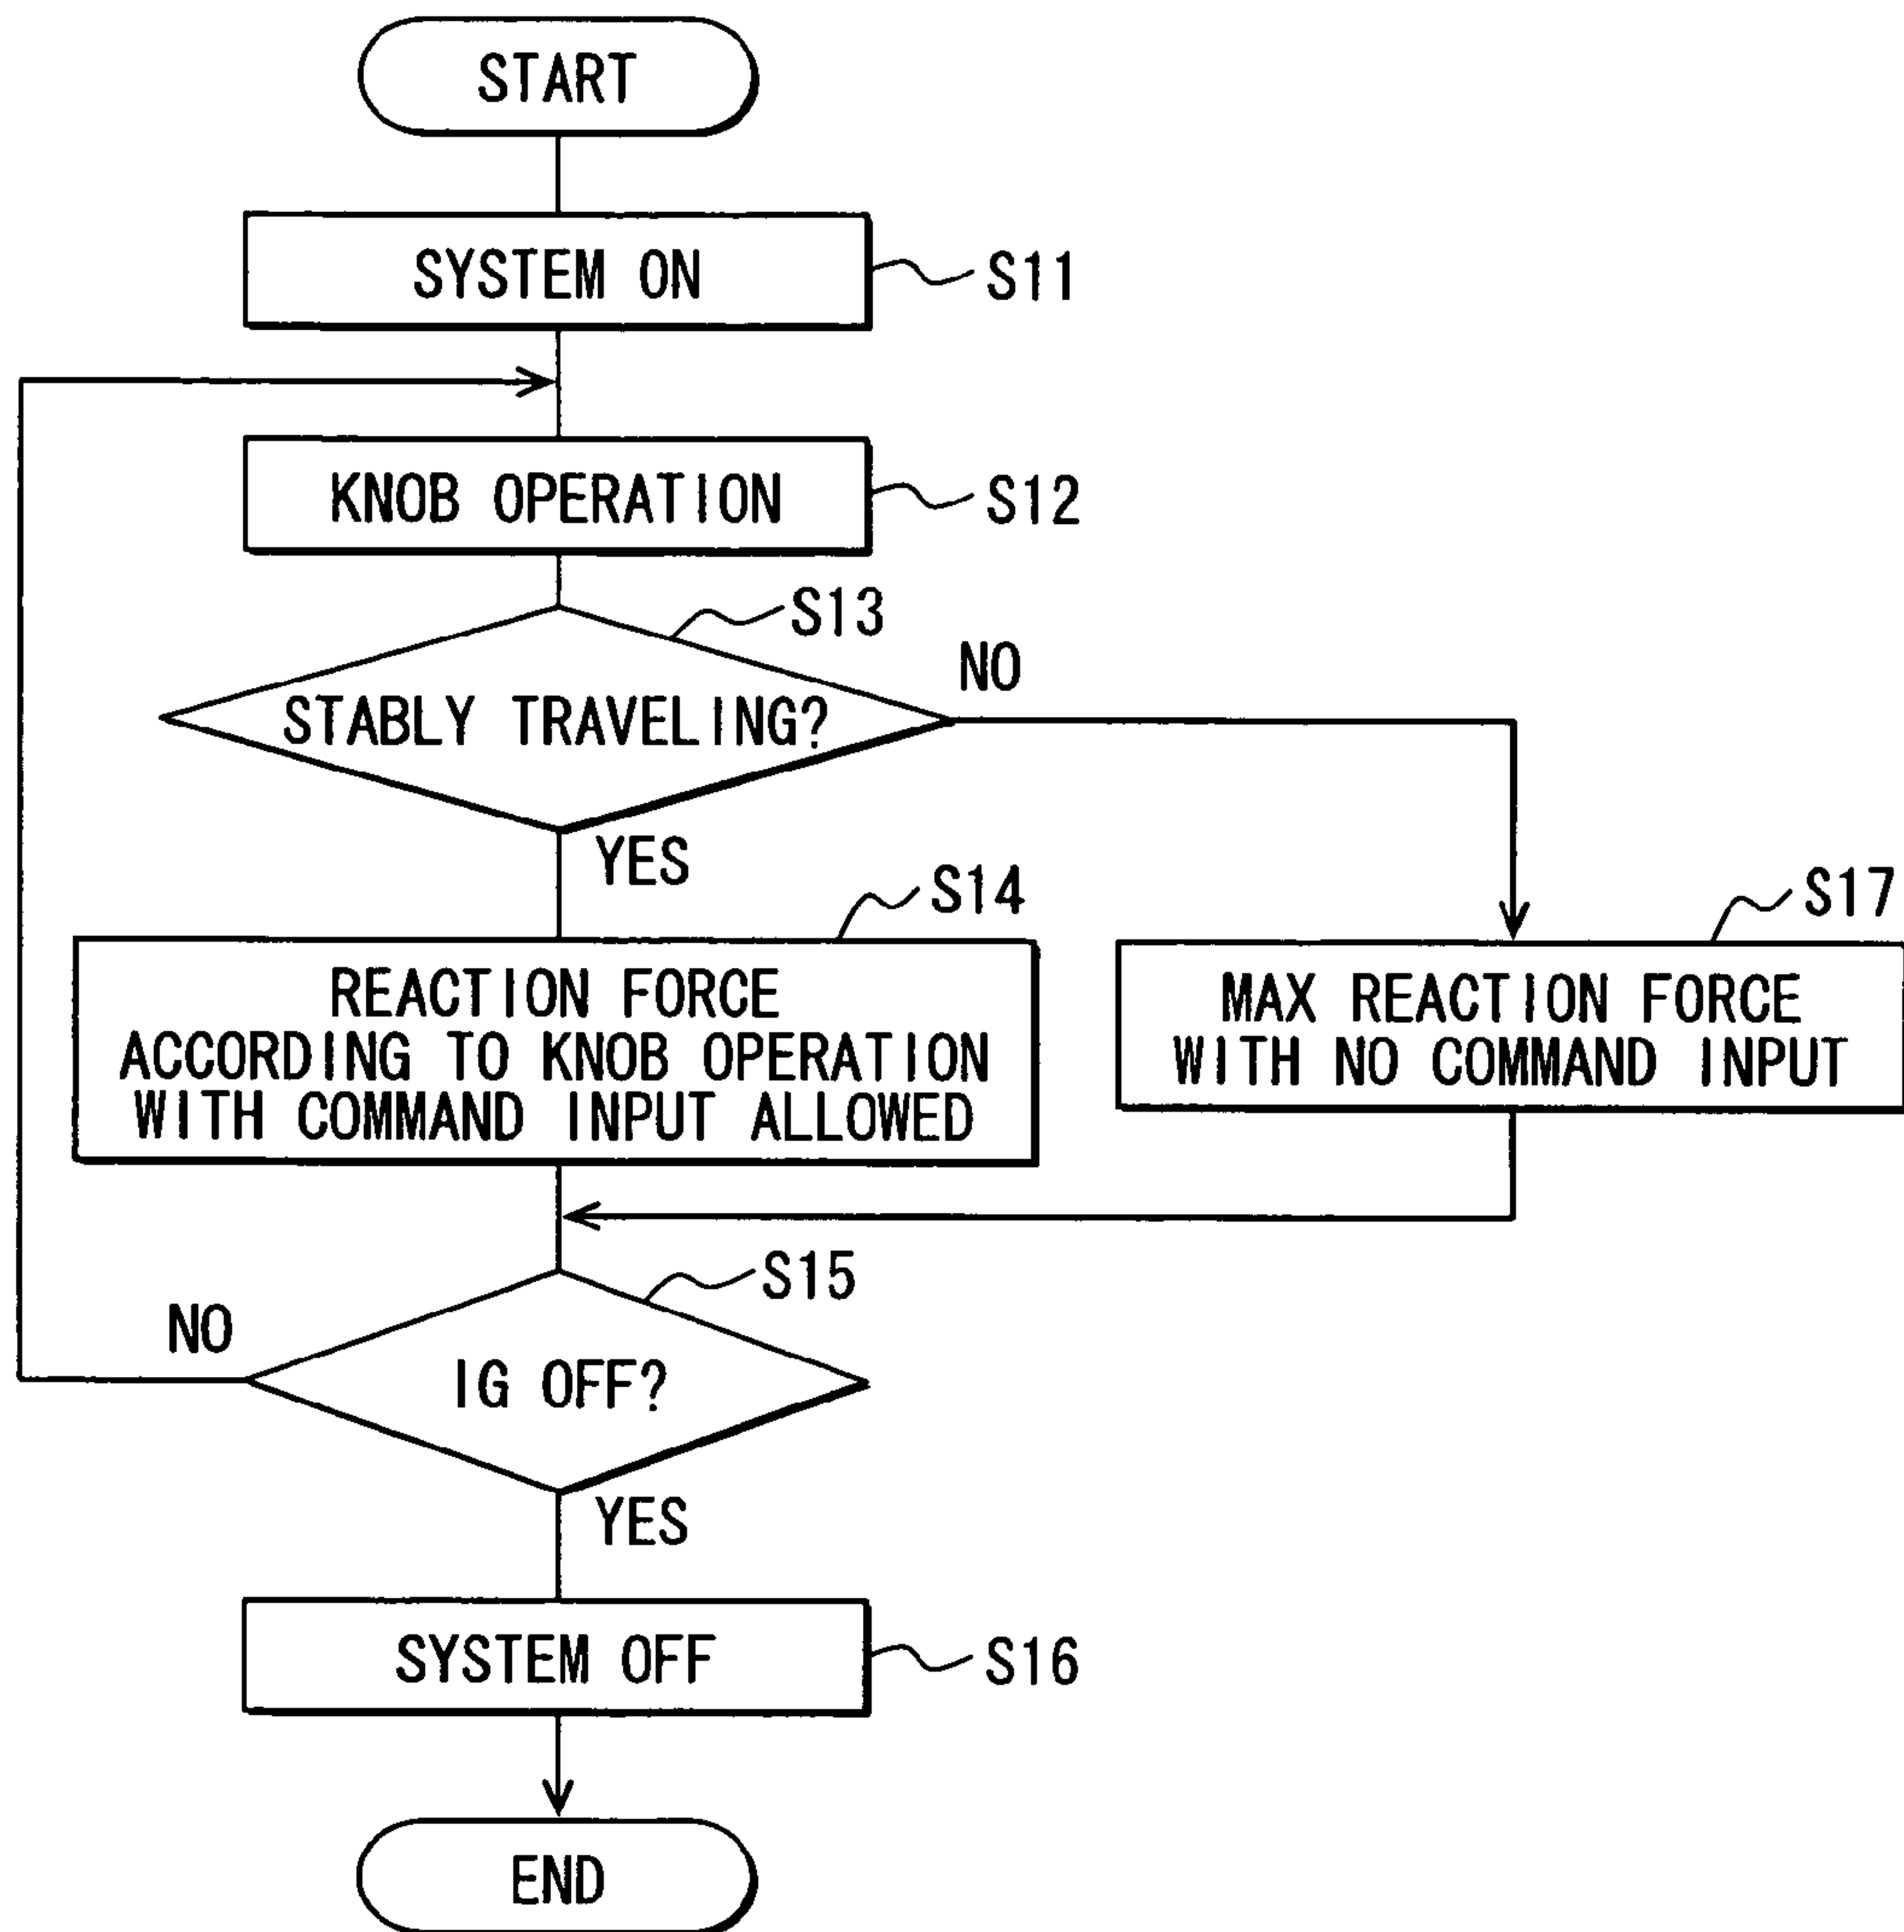 START
SYSTEM ON
S11
KNOB OPERATION
S12
S13
STABLY TRAVELING?
NO
YES
S14
REACTION FORCE
ACCORDING TO KNOB OPERATION
WITH COMMAND INPUT ALLOWED
S17
MAX REACTION FORCE
WITH NO COMMAND INPUT
S15
NO
IG OFF?
YES
SYSTEM OFF
S16
END